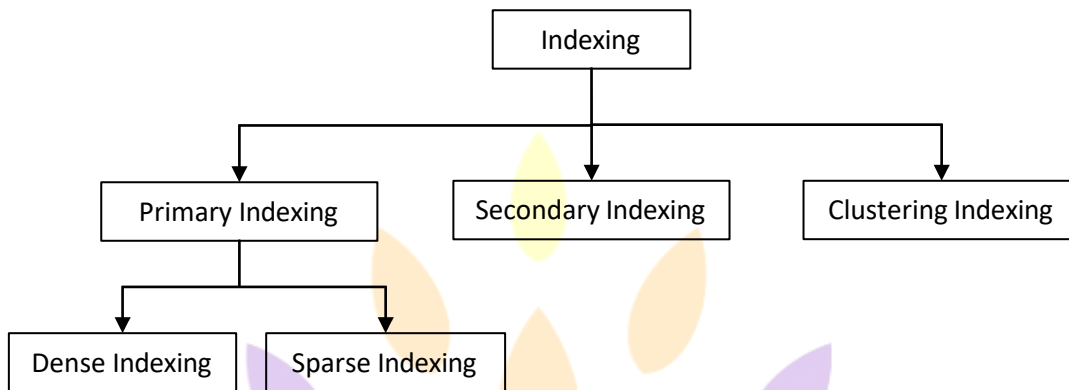 Indexing
Primary Indexing
Secondary Indexing
Clustering Indexing
Dense Indexing
Sparse Indexing